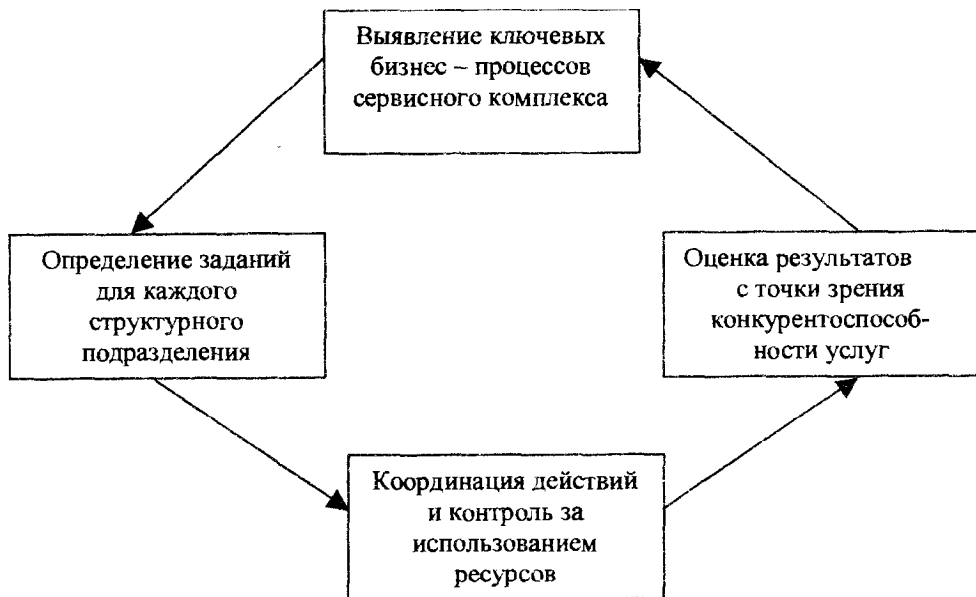 Выявление ключевых
бизнес – процессов
сервисного комплекса
Определение заданий
для каждого
структурного
подразделения
Оценка результатов
с точки зрения
конкурентоспособ-
ности услуг
Координация действий
и контроль за
использованием
ресурсов